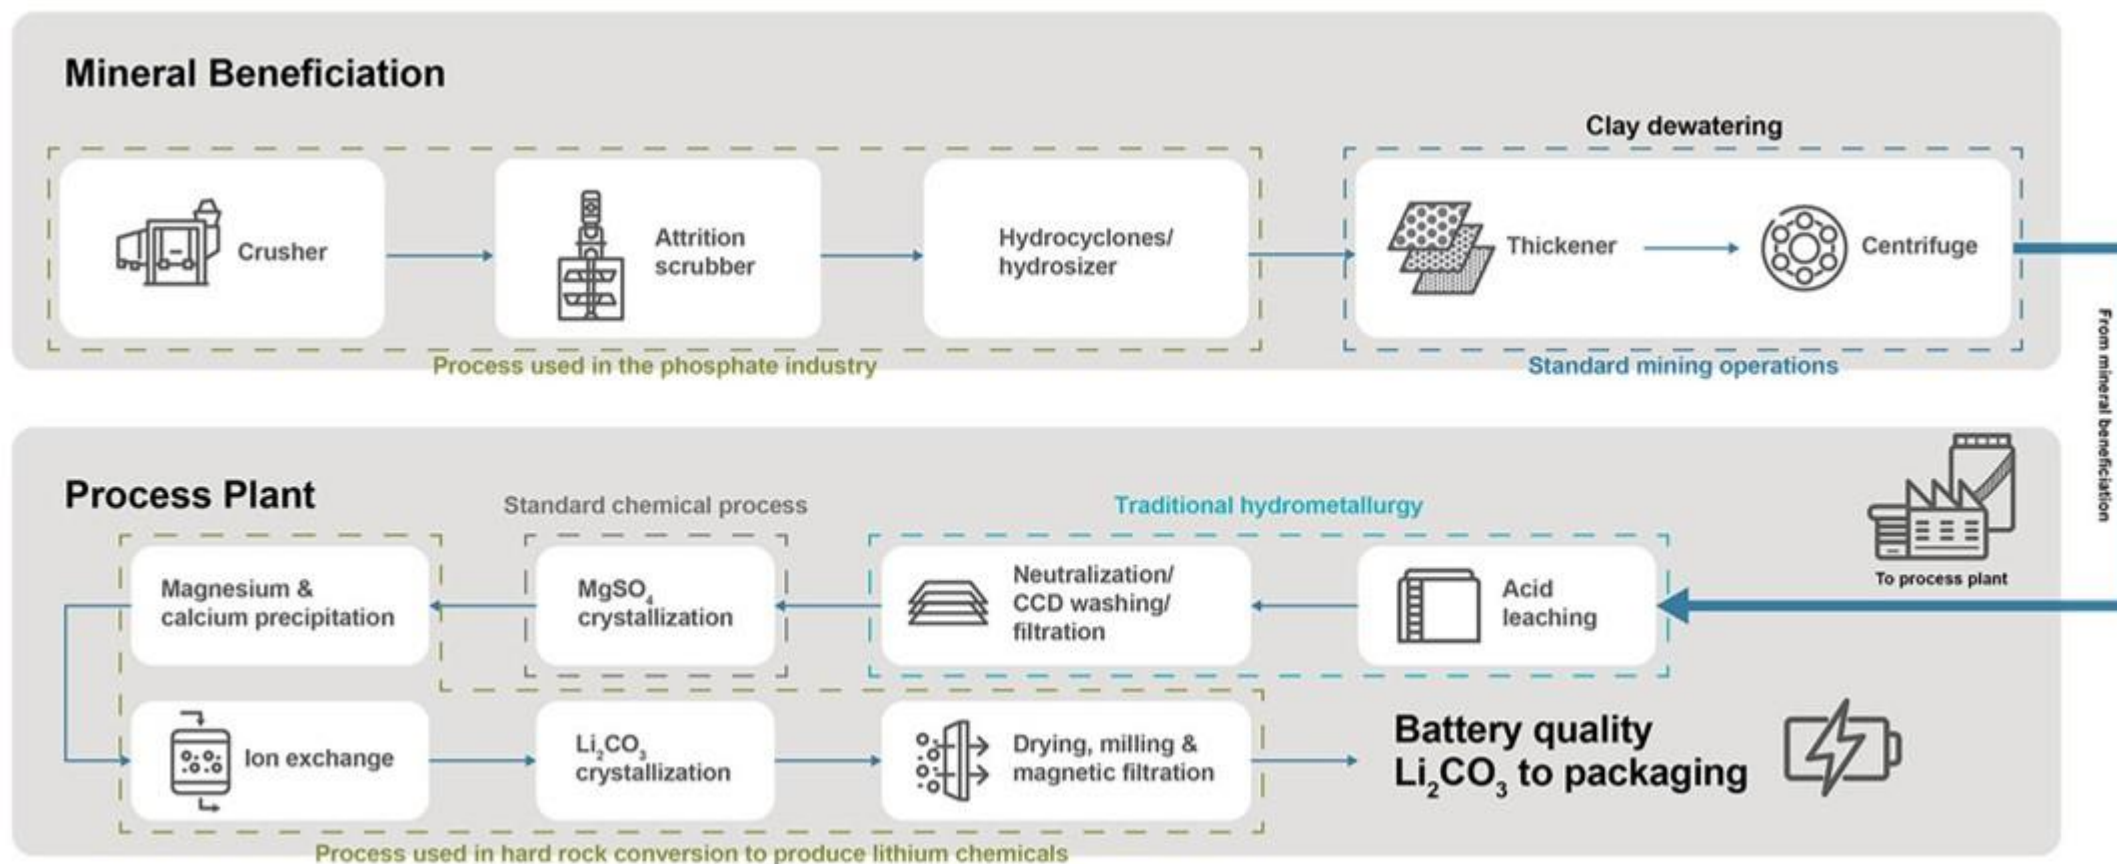 Mineral Beneficiation
Clay dewatering
Crusher
Attrition
scrubber
Hydrocyclones/
hydrosizer
Thickener
Centrifuge
Process used in the phosphate industry
Standard mining operations
From mineral beneficiation
Process Plant
Standard chemical process
Traditional hydrometallurgy
To process plant
Magnesium &
calcium precipitation
MgSO₄
crystallization
Neutralization/
CCD washing/
filtration
Acid
leaching
Ion exchange
Li₂CO₃
crystallization
Drying, milling &
magnetic filtration
Battery quality
Li₂CO₃ to packaging
Process used in hard rock conversion to produce lithium chemicals